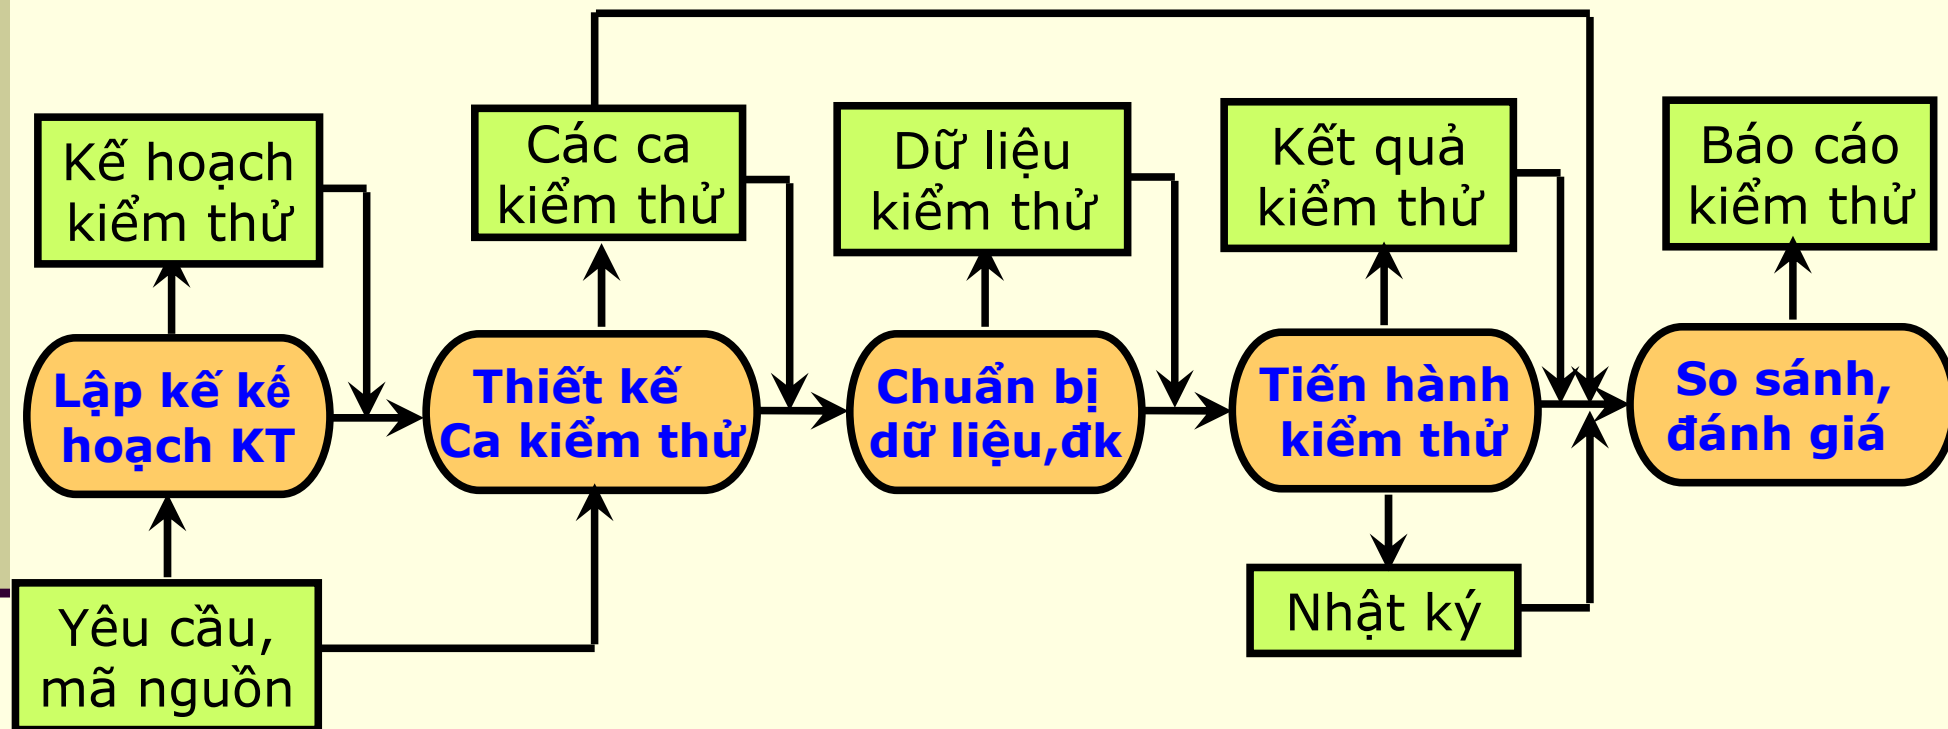 Kế hoạch
kiểm thử
Các ca
kiểm thử
Dữ liệu
kiểm thử
Kết quả
kiểm thử
Báo cáo
kiểm thử
Lập kế kế
hoạch KT
Thiết kế
Ca kiểm thử
Chuẩn bị
dữ liệu,đk
Tiến hành
kiểm thử
So sánh,
đánh giá
Yêu cầu,
mã nguồn
Nhật ký